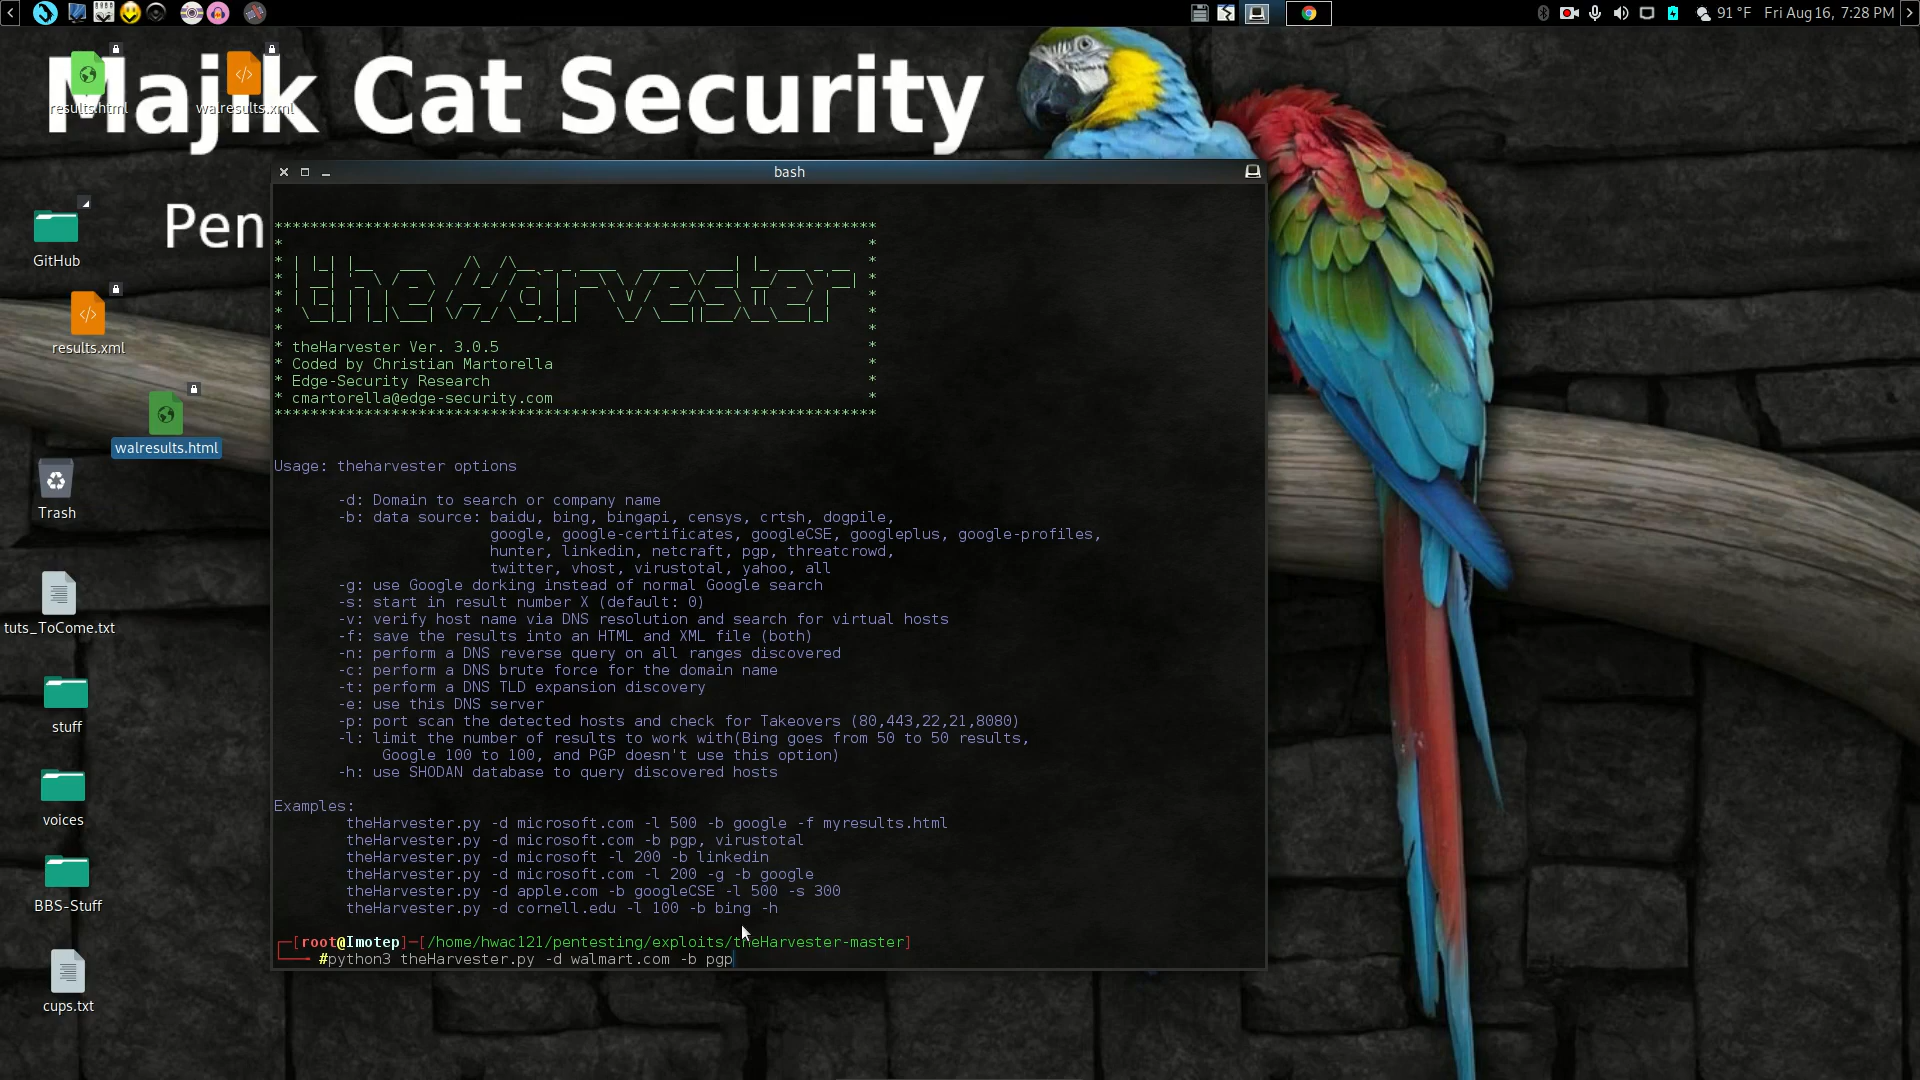 91 °F Fri Aug 16, 7:28 PM
Majik Cat Security
results.html
walresults.xml
Pen
GitHub
results.xml
walresults.html
Trash
tuts_ToCome.txt
stuff
voices
BBS-Stuff
cups.txt
bash
*******************************************************************
* theHarvester Ver. 3.0.5 *
* Coded by Christian Martorella *
* Edge-Security Research *
* cmartorella@edge-security.com *
*******************************************************************
Usage: theharvester options
-d: Domain to search or company name
-b: data source: baidu, bing, bingapi, censys, crtsh, dogpile,
google, google-certificates, googleCSE, googleplus, google-profiles,
hunter, linkedin, netcraft, pgp, threatcrowd,
twitter, vhost, virustotal, yahoo, all
-g: use Google dorking instead of normal Google search
-s: start in result number X (default: 0)
-v: verify host name via DNS resolution and search for virtual hosts
-f: save the results into an HTML and XML file (both)
-n: perform a DNS reverse query on all ranges discovered
-c: perform a DNS brute force for the domain name
-t: perform a DNS TLD expansion discovery
-e: use this DNS server
-p: port scan the detected hosts and check for Takeovers (80,443,22,21,8080)
-l: limit the number of results to work with(Bing goes from 50 to 50 results,
Google 100 to 100, and PGP doesn't use this option)
-h: use SHODAN database to query discovered hosts
Examples:
theHarvester.py -d microsoft.com -l 500 -b google -f myresults.html
theHarvester.py -d microsoft.com -b pgp, virustotal
theHarvester.py -d microsoft -l 200 -b linkedin
theHarvester.py -d microsoft.com -l 200 -g -b google
theHarvester.py -d apple.com -b googleCSE -l 500 -s 300
theHarvester.py -d cornell.edu -l 100 -b bing -h
[root@Imotep]─[/home/hwac121/pentesting/exploits/theHarvester-master]
#python3 theHarvester.py -d walmart.com -b pgp